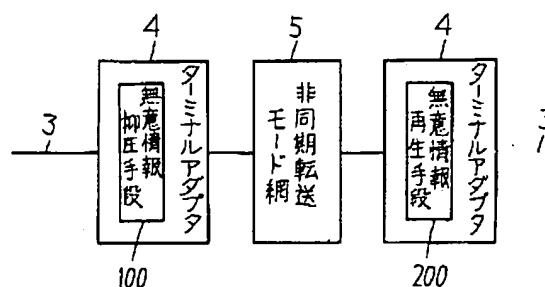 4
5
4
3
3
ターミナルアダプタ
無意情報
抑圧手段
非同期転送
モード網
ターミナルアダプタ
無意情報
再生手段
100
200